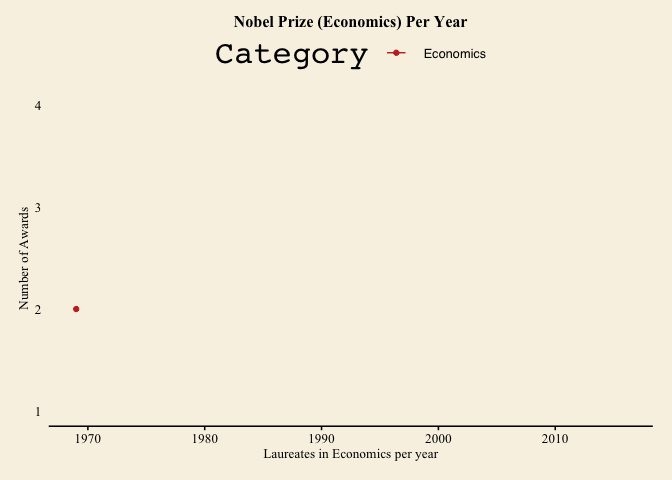 Nobel Prize (Economics) Per Year
Category Economics
4
3
2
1
Number of Awards
1970 1980 1990 2000 2010
Laureates in Economics per year